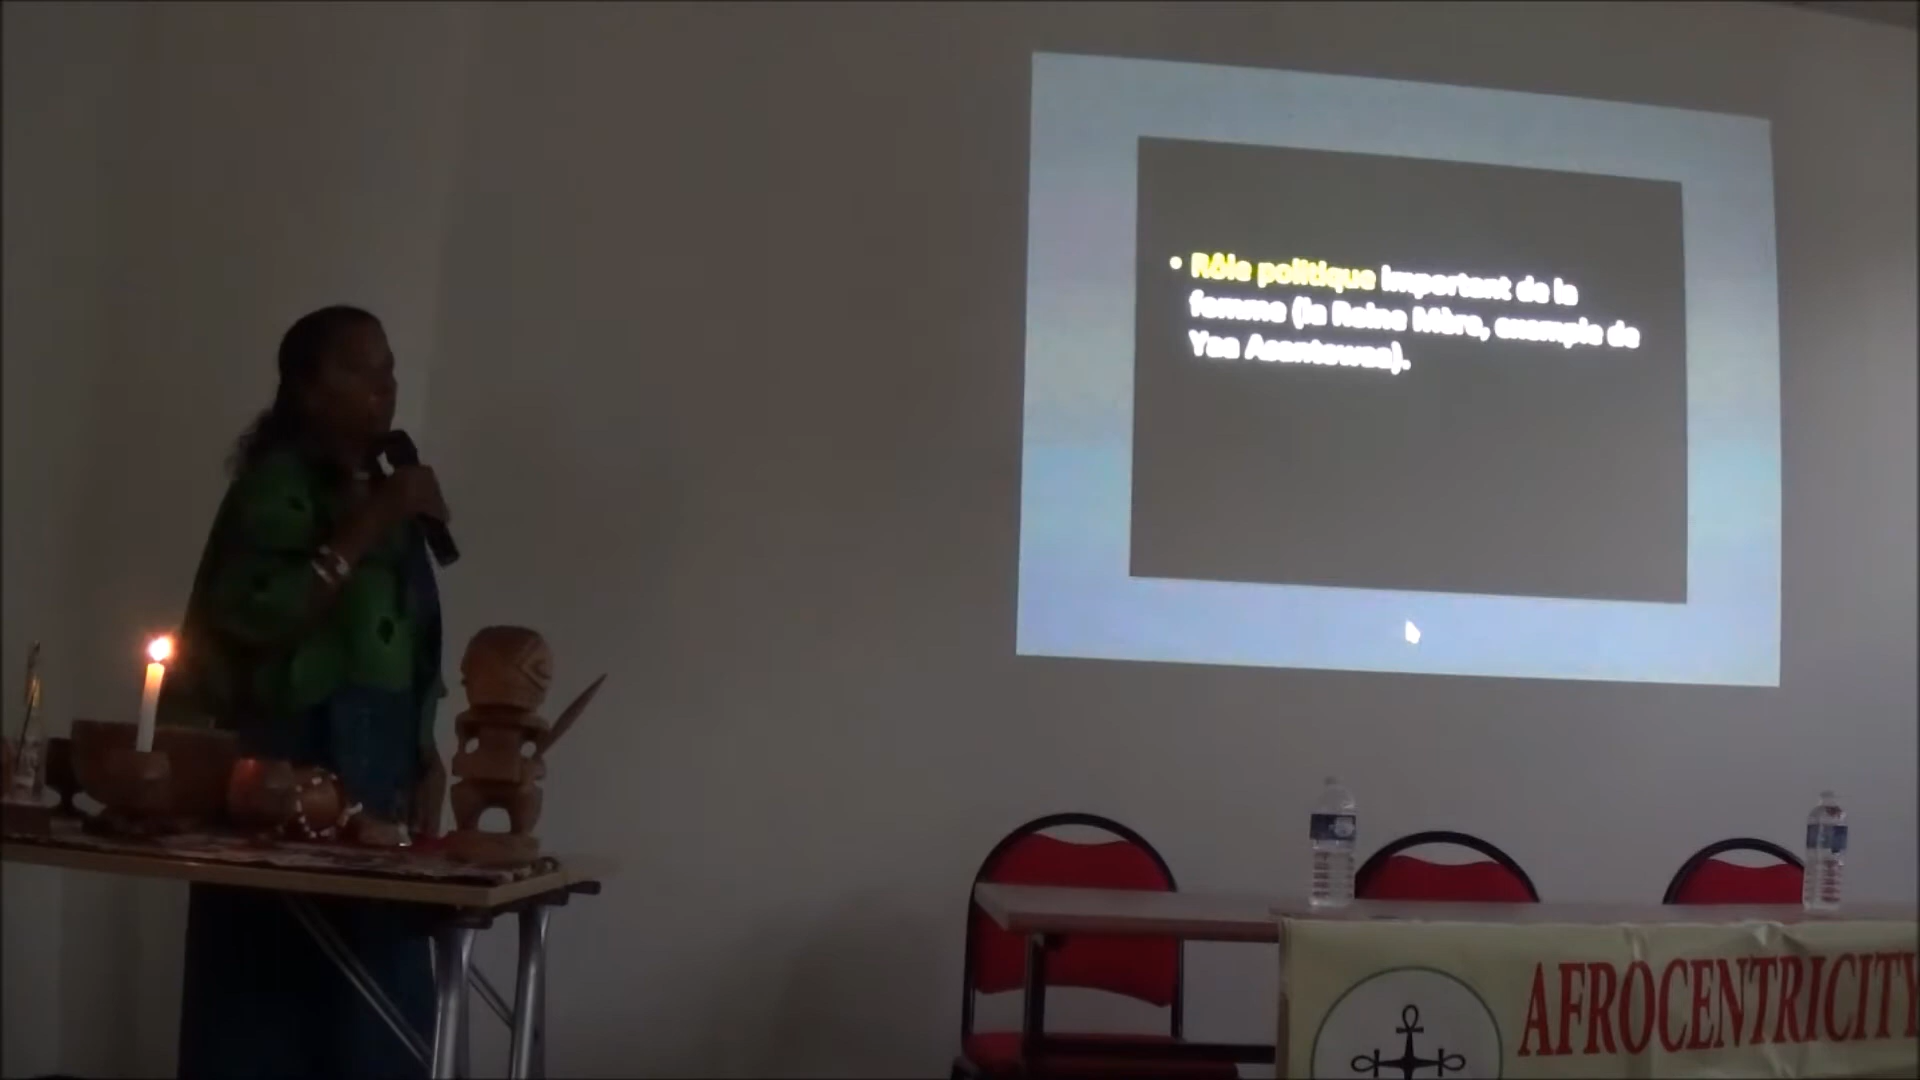 • Rôle politique important de la
femme (la Reine Mère, exemple de
Yaa Asantewaa).
AFROCENTRICITY